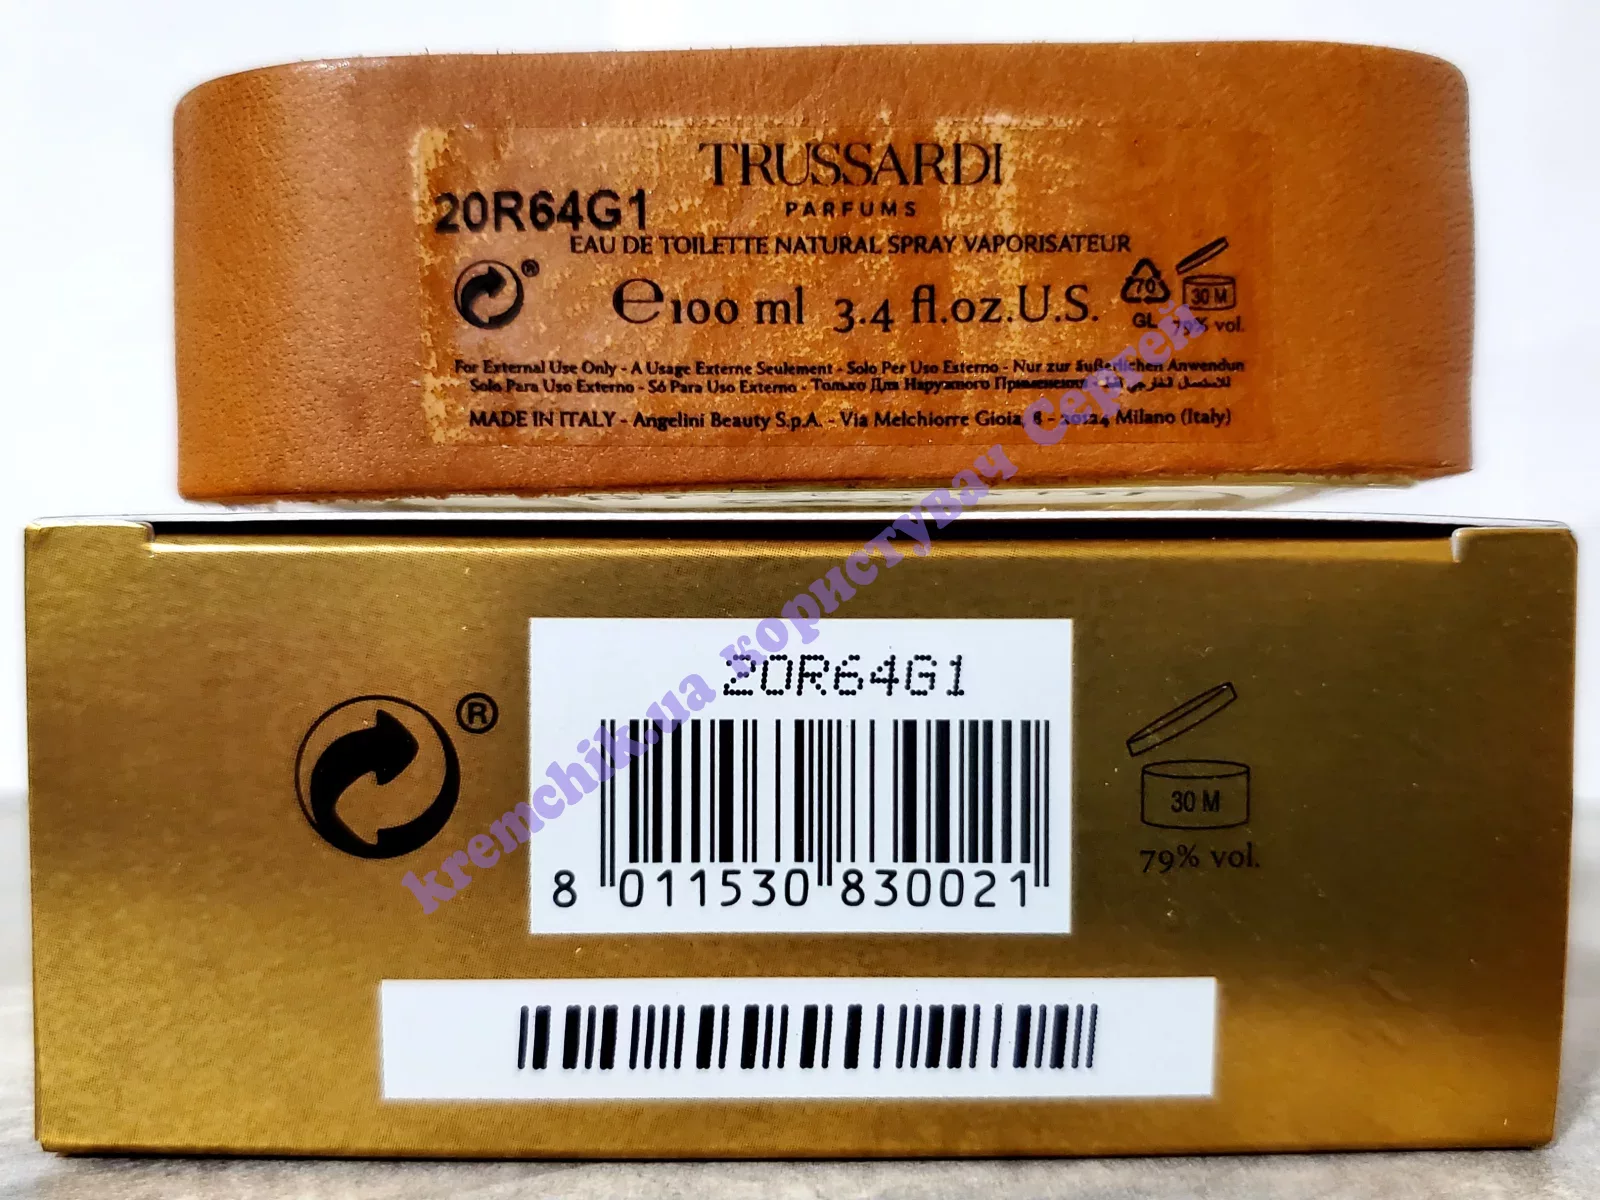 TRUSSARDI
PARFUMS
20R64G1
EAU DE TOILETTE NATURAL SPRAY VAPORISATEUR
®
℮100 ml 3.4 fl.oz.U.S.
70
GL
30 M
79% vol.
For External Use Only - A Usage Externe Seulement - Solo Per Uso Esterno - Nur zur äußerlichen Anwendun
Solo Para Uso Externo - Só Para Uso Externo - Только Для Наружного Применения
MADE IN ITALY - Angelini Beauty S.p.A. - Via Melchiorre Gioia, 8 - 20124 Milano (Italy)
kremchik.ua користувач Сергей
20R64G1
®
8 011530 830021
30 M
79% vol.